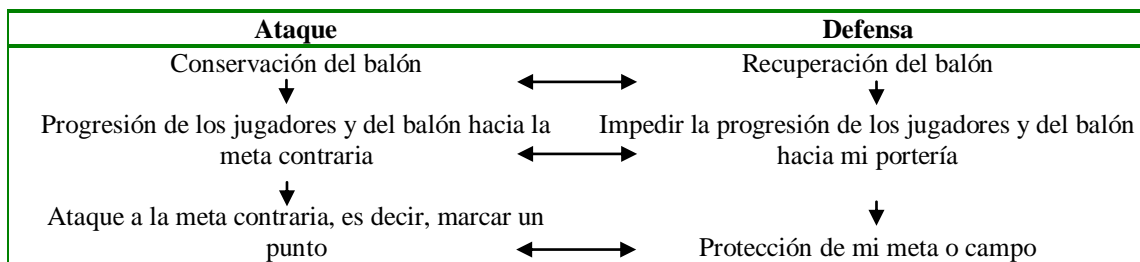 Ataque Defensa
Conservación del balón Recuperación del balón
Progresión de los jugadores y del balón hacia la
meta contraria
Impedir la progresión de los jugadores y del balón
hacia mi portería
Ataque a la meta contraria, es decir, marcar un
punto
Protección de mi meta o campo